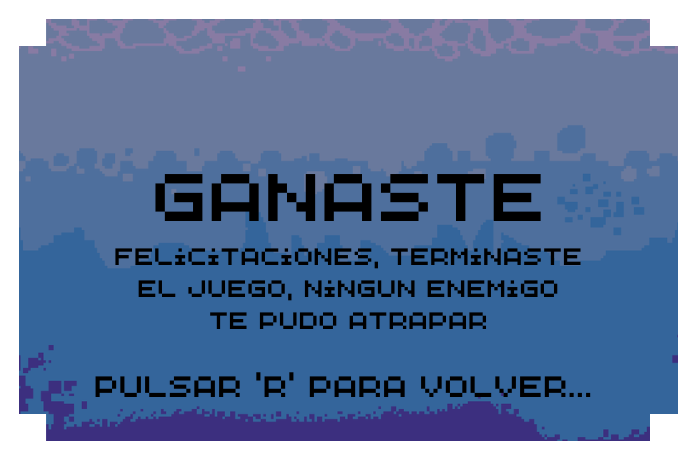 GANASTE
FELiCiTACiONES, TERMiNASTE
EL JUEGO, NiNGUN ENEMiGO
TE PUDO ATRAPAR
PULSAR 'R' PARA VOLVER...